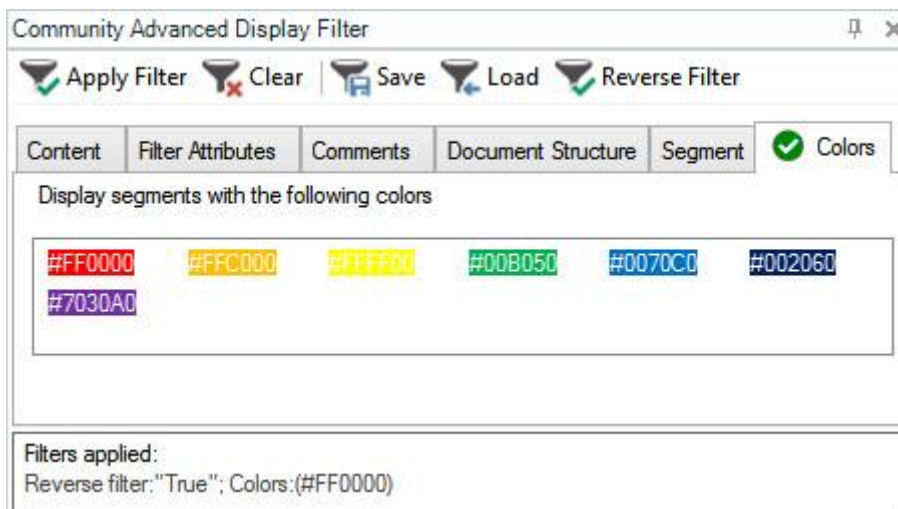 Community Advanced Display Filter
Apply Filter Clear Save Load Reverse Filter
Content Filter Attributes Comments Document Structure Segment Colors
Display segments with the following colors
#FF0000 #FFC000 #FFFF00 #00B050 #0070C0 #002060
#7030A0
Filters applied:
Reverse filter:"True"; Colors:(#FF0000)